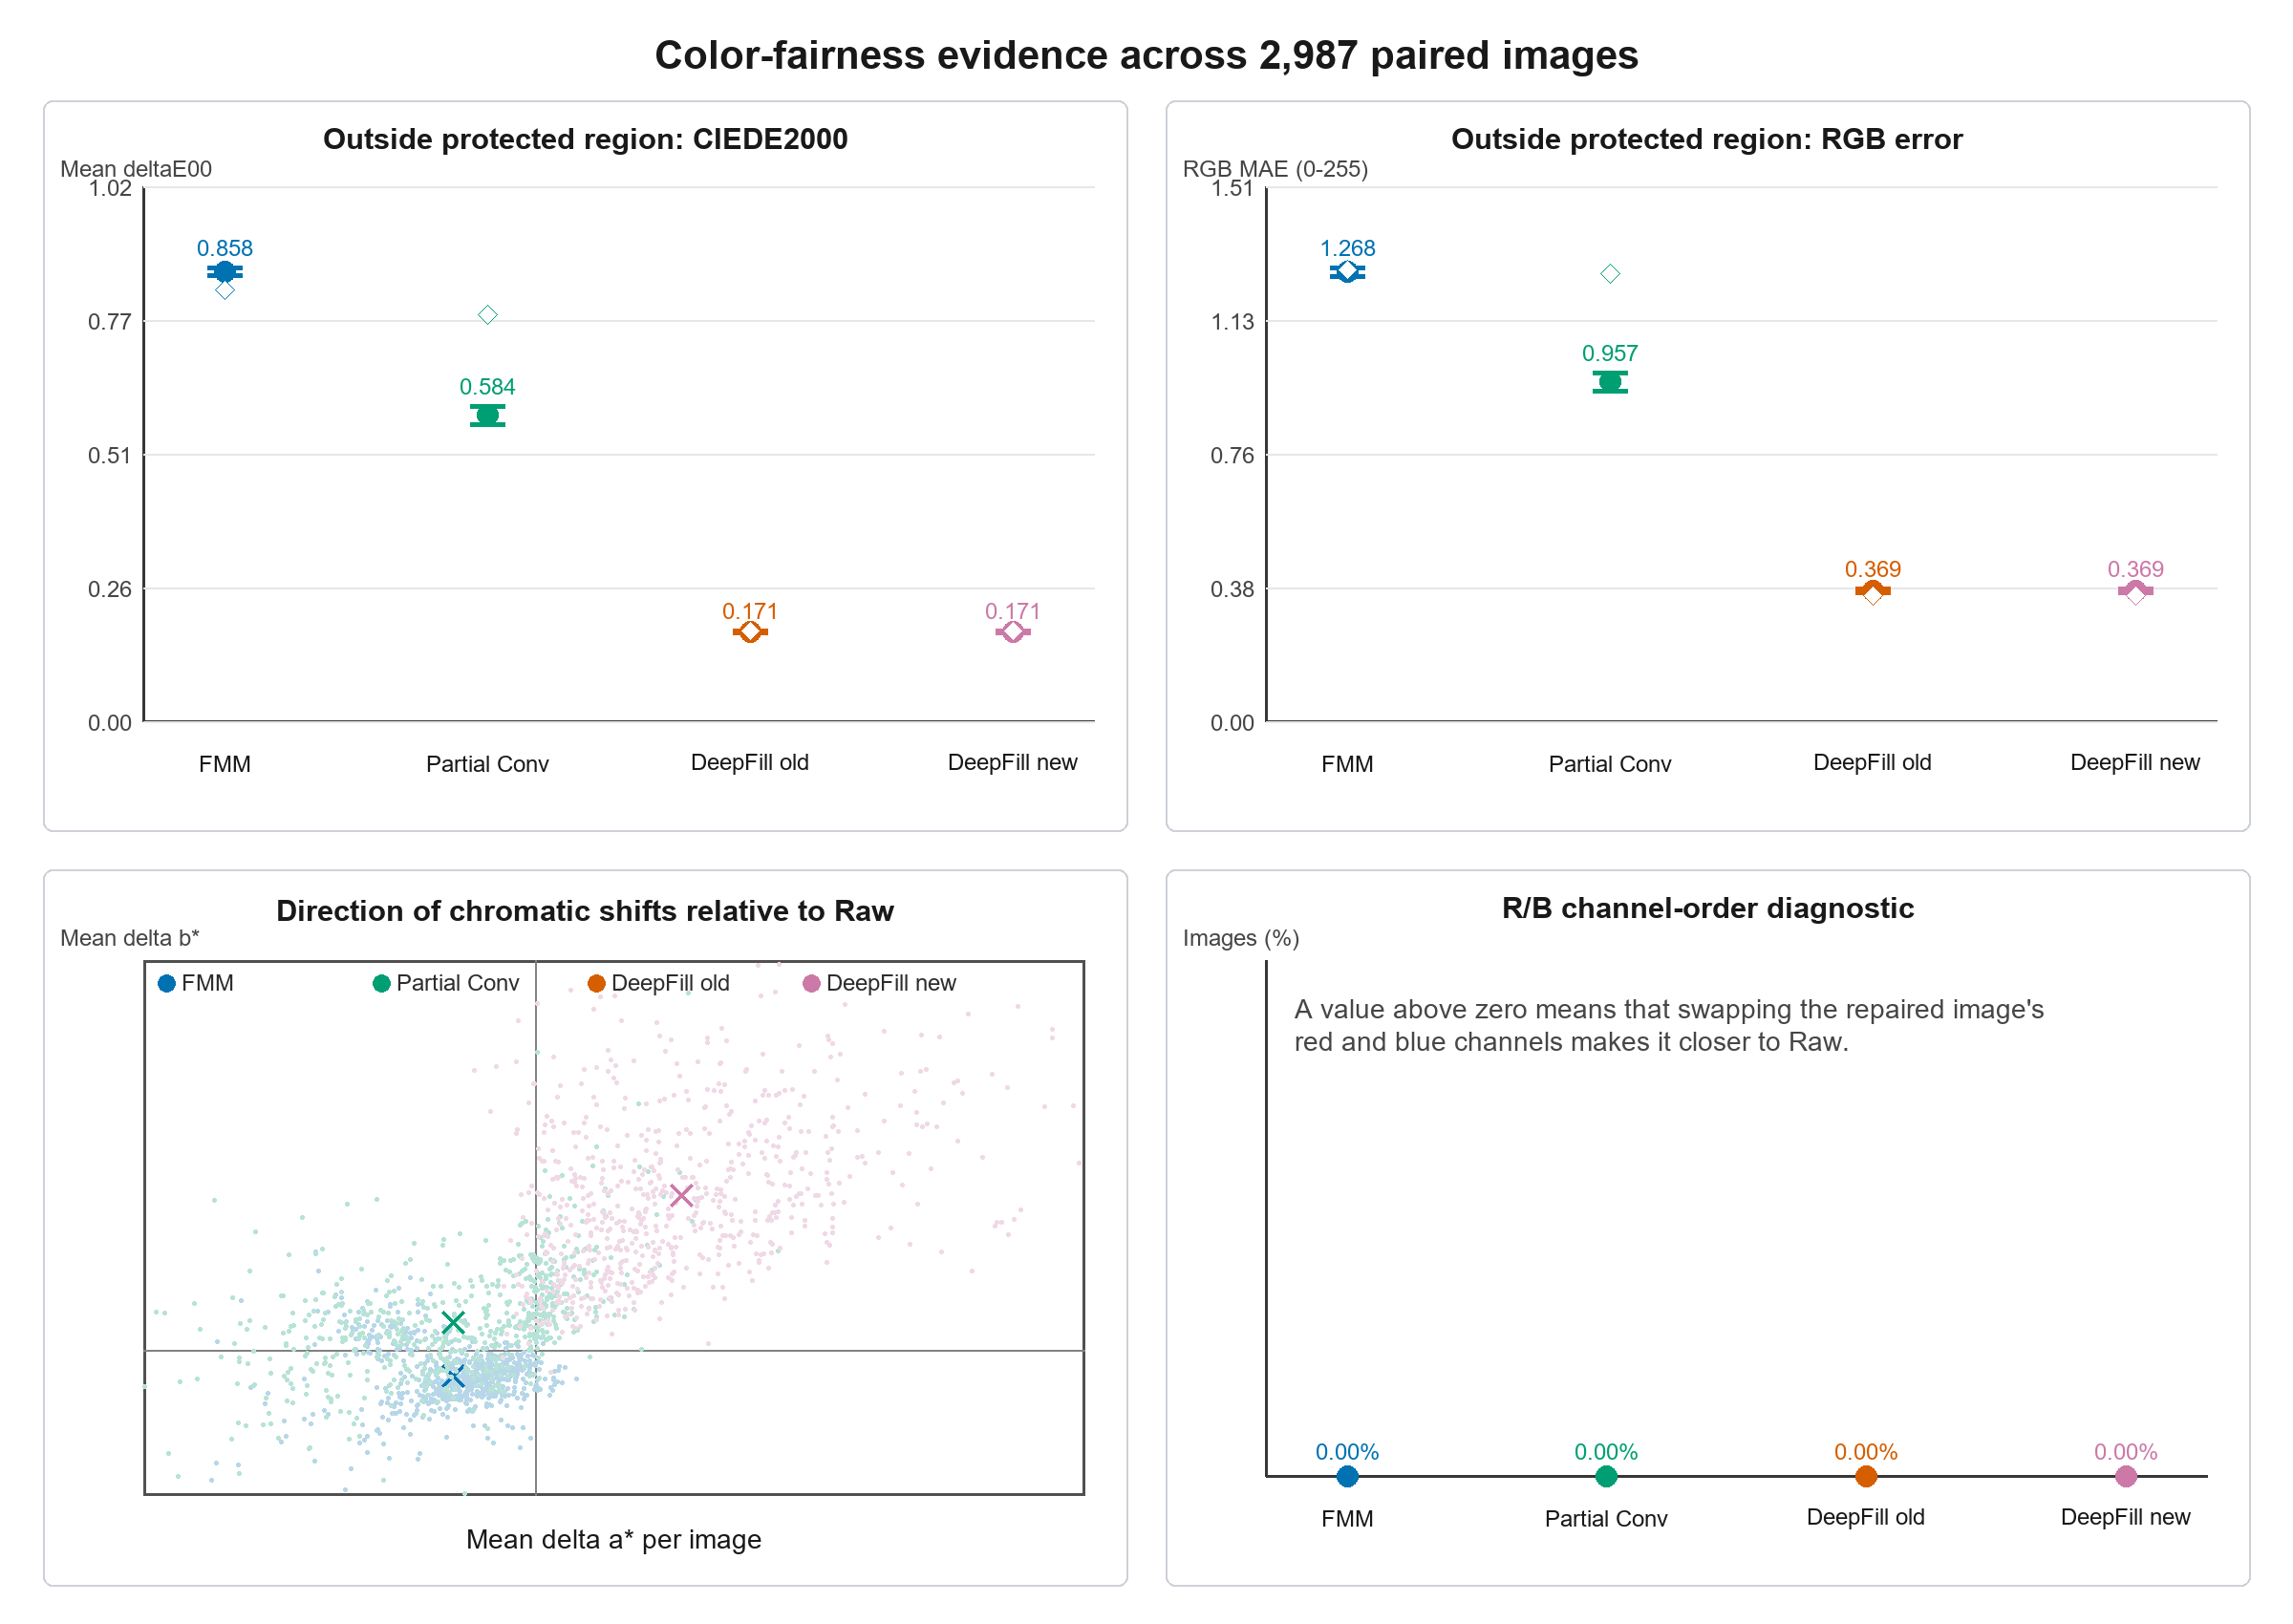 Color-fairness evidence across 2,987 paired images
Outside protected region: CIEDE2000
Mean deltaE00
1.02
0.77
0.51
0.26
0.00
0.858
0.584
0.171
0.171
FMM
Partial Conv
DeepFill old
DeepFill new
Outside protected region: RGB error
RGB MAE (0-255)
1.51
1.13
0.76
0.38
0.00
1.268
0.957
0.369
0.369
FMM
Partial Conv
DeepFill old
DeepFill new
Direction of chromatic shifts relative to Raw
Mean delta b*
FMM
Partial Conv
DeepFill old
DeepFill new
Mean delta a* per image
R/B channel-order diagnostic
Images (%)
A value above zero means that swapping the repaired image's
red and blue channels makes it closer to Raw.
0.00%
0.00%
0.00%
0.00%
FMM
Partial Conv
DeepFill old
DeepFill new